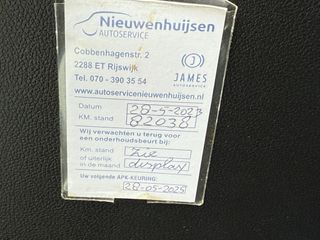 Nieuwenhuijsen
AUTOSERVICE
Cobbenhagenstr. 2
2288 ET Rijswijk
Tel. 070 - 390 35 54
J
JAMES
AUTOSERVICE
www.autoservicenieuwenhuijsen.nl
Datum : 28-5-2023
KM. stand : 82038
Wij verwachten u terug voor
een onderhoudsbeurt bij:
Km. stand : zie
of uiterlijk
in de maand : display
Uw volgende APK-KEURING:
28-05-2025